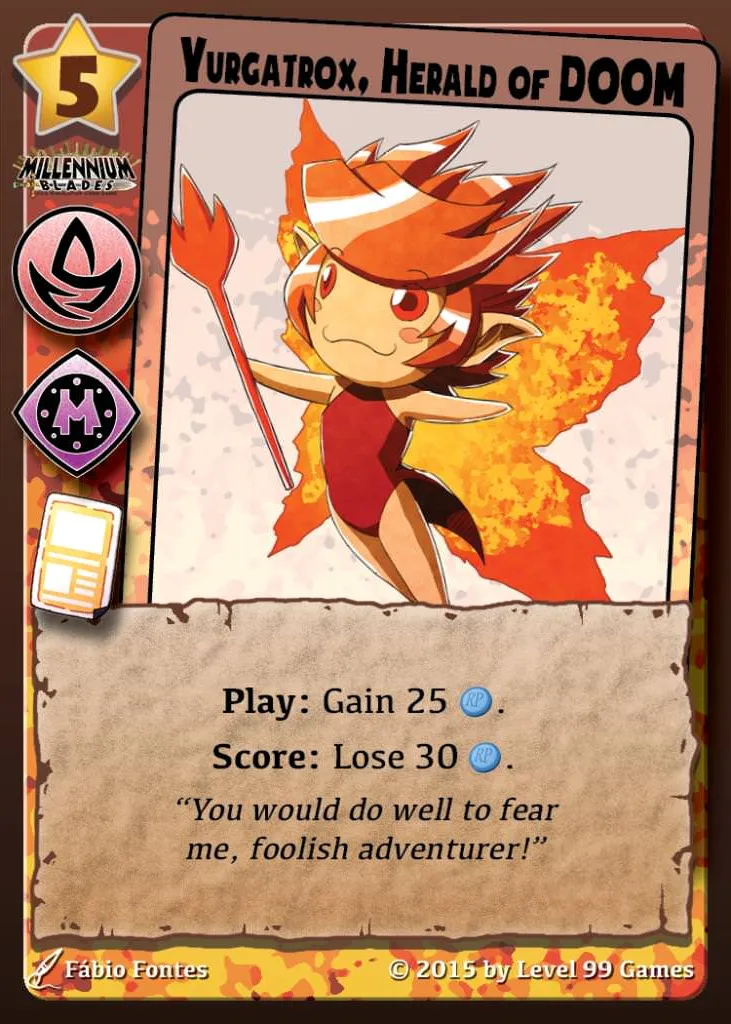 5
YURGATROX, HERALD OF DOOM
MILLENNIUM
BLADES
M
Play: Gain 25 RP.
Score: Lose 30 RP.
“You would do well to fear
me, foolish adventurer!”
Fábio Fontes
© 2015 by Level 99 Games